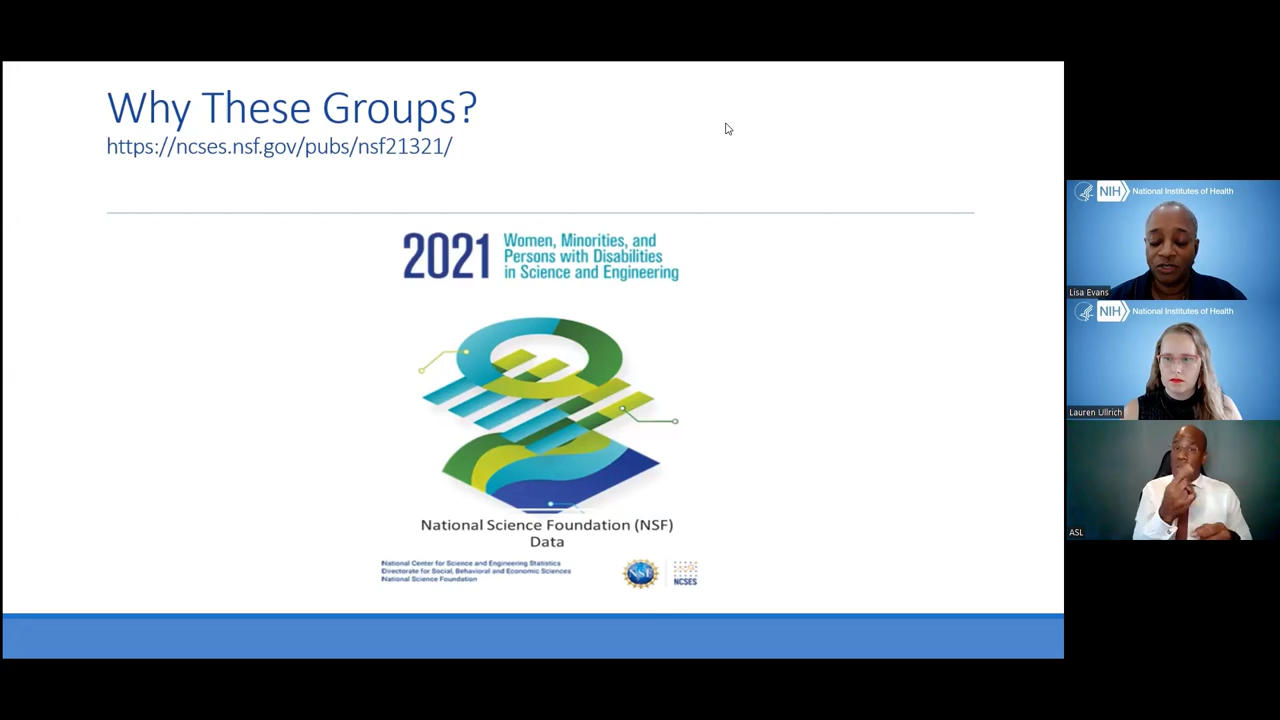 Why These Groups?
https://ncses.nsf.gov/pubs/nsf21321/
2021
Women, Minorities, and
Persons with Disabilities
in Science and Engineering
National Science Foundation (NSF)
Data
National Center for Science and Engineering Statistics
Directorate for Social, Behavioral and Economic Sciences
National Science Foundation
NSF
NCSES
NIH National Institutes of Health
Lisa Evans
NIH National Institutes of Health
Lauren Ullrich
ASL